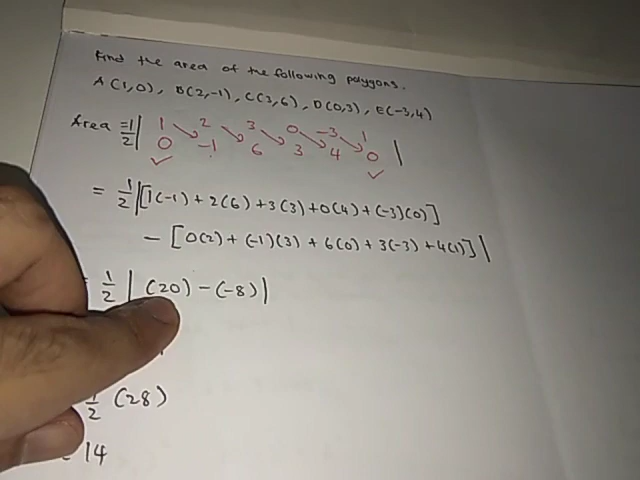 Find the area of the following polygons.
A(1,0), B(2,-1), C(3,6), D(0,3), E(-3,4)
Area = 1/2 | 1 2 3 0 -3 1
0 -1 6 3 4 0 |
= 1/2 |[1(-1) + 2(6) + 3(3) + 0(4) + (-3)(0)]
- [0(2) + (-1)(3) + 6(0) + 3(-3) + 4(1)]|
= 1/2 |(20) - (-8)|
1/2 (28)
= 14